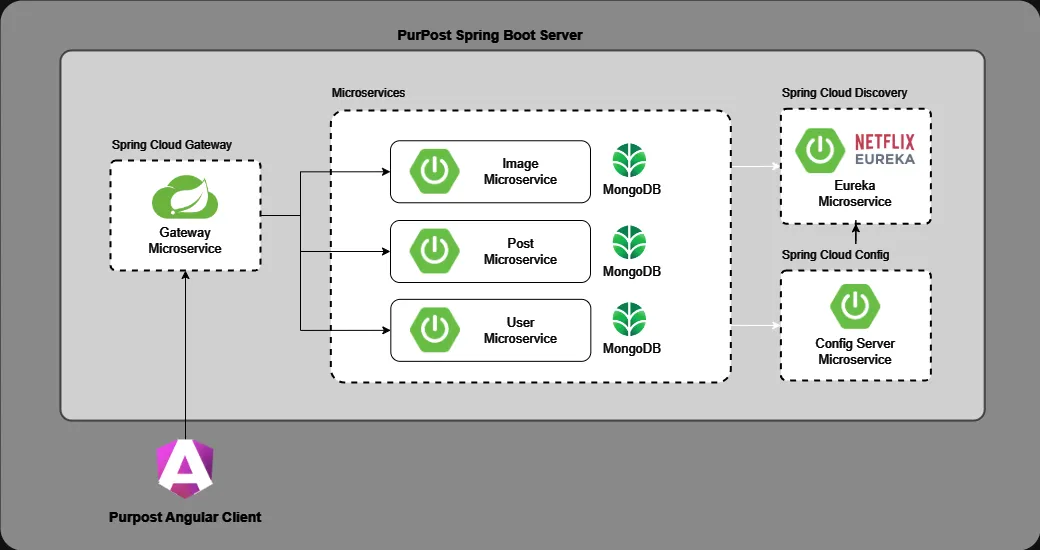 PurPost Spring Boot Server
Microservices
Spring Cloud Discovery
Spring Cloud Gateway
Gateway
Microservice
Image
Microservice
MongoDB
Post
Microservice
MongoDB
User
Microservice
MongoDB
NETFLIX
EUREKA
Eureka
Microservice
Spring Cloud Config
Config Server
Microservice
Purpost Angular Client